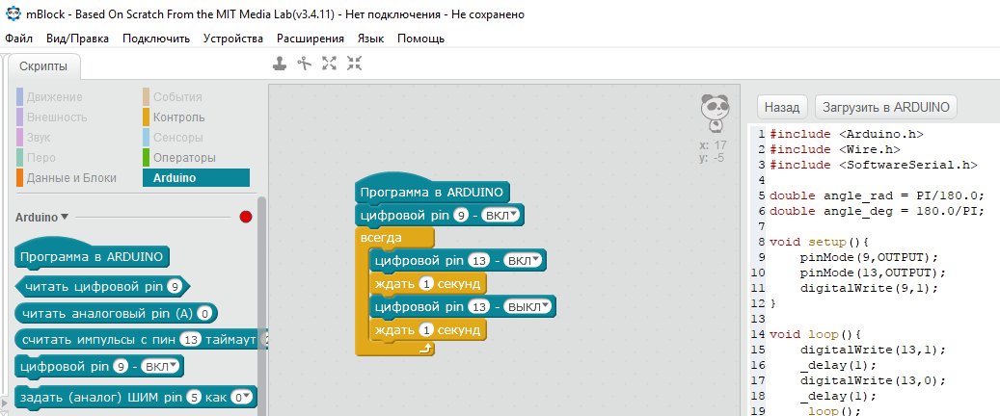 mBlock - Based On Scratch From the MIT Media Lab(v3.4.11) - Нет подключения - Не сохранено
Файл Вид/Правка Подключить Устройства Расширения Язык Помощь
Скрипты
Движение
Внешность
Звук
Перо
Данные и Блоки
События
Контроль
Сенсоры
Операторы
Arduino
Arduino
Программа в ARDUINO
читать цифровой pin 9
читать аналоговый pin (A) 0
считать импульсы с пин 13 таймаут
цифровой pin 9 - ВКЛ
задать (аналог) ШИМ pin 5 как 0
Программа в ARDUINO
цифровой pin 9 - ВКЛ
всегда
цифровой pin 13 - ВКЛ
ждать 1 секунд
цифровой pin 13 - ВЫКЛ
ждать 1 секунд
x: 17
y: -5
Назад Загрузить в ARDUINO
1 #include <Arduino.h>
2 #include <Wire.h>
3 #include <SoftwareSerial.h>
4
5 double angle_rad = PI/180.0;
6 double angle_deg = 180.0/PI;
7
8 void setup(){
9 pinMode(9,OUTPUT);
10 pinMode(13,OUTPUT);
11 digitalWrite(9,1);
12 }
13
14 void loop(){
15 digitalWrite(13,1);
16 _delay(1);
17 digitalWrite(13,0);
18 _delay(1);
19 _loop();